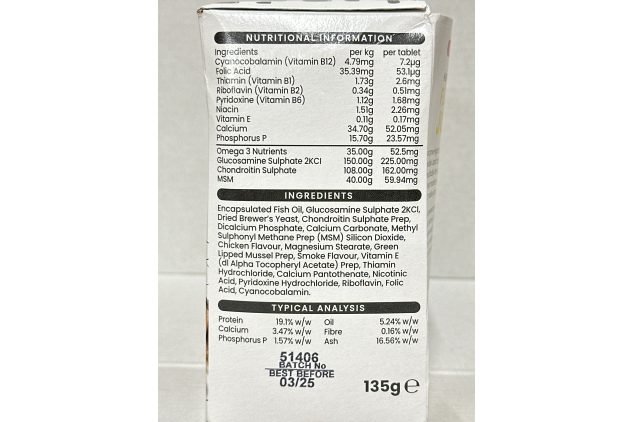 NUTRITIONAL INFORMATION
Ingredients per kg per tablet
Cyanocobalamin (Vitamin B12) 4.79mg 7.2µg
Folic Acid 35.39mg 53.1µg
Thiamin (Vitamin B1) 1.73g 2.6mg
Riboflavin (Vitamin B2) 0.34g 0.51mg
Pyridoxine (Vitamin B6) 1.12g 1.68mg
Niacin 1.51g 2.26mg
Vitamin E 0.11g 0.17mg
Calcium 34.70g 52.05mg
Phosphorus P 15.70g 23.57mg
Omega 3 Nutrients 35.00g 52.5mg
Glucosamine Sulphate 2KCl 150.00g 225.00mg
Chondroitin Sulphate 108.00g 162.00mg
MSM 40.00g 59.94mg
INGREDIENTS
Encapsulated Fish Oil, Glucosamine Sulphate 2KCl,
Dried Brewer's Yeast, Chondroitin Sulphate Prep,
Dicalcium Phosphate, Calcium Carbonate, Methyl
Sulphonyl Methane Prep (MSM) Silicon Dioxide,
Chicken Flavour, Magnesium Stearate, Green
Lipped Mussel Prep, Smoke Flavour, Vitamin E
(dl Alpha Tocopheryl Acetate) Prep, Thiamin
Hydrochloride, Calcium Pantothenate, Nicotinic
Acid, Pyridoxine Hydrochloride, Riboflavin, Folic
Acid, Cyanocobalamin.
TYPICAL ANALYSIS
Protein 19.1% w/w Oil 5.24% w/w
Calcium 3.47% w/w Fibre 0.16% w/w
Phosphorus P 1.57% w/w Ash 16.56% w/w
51406
BATCH No
BEST BEFORE
03/25
135g ℮